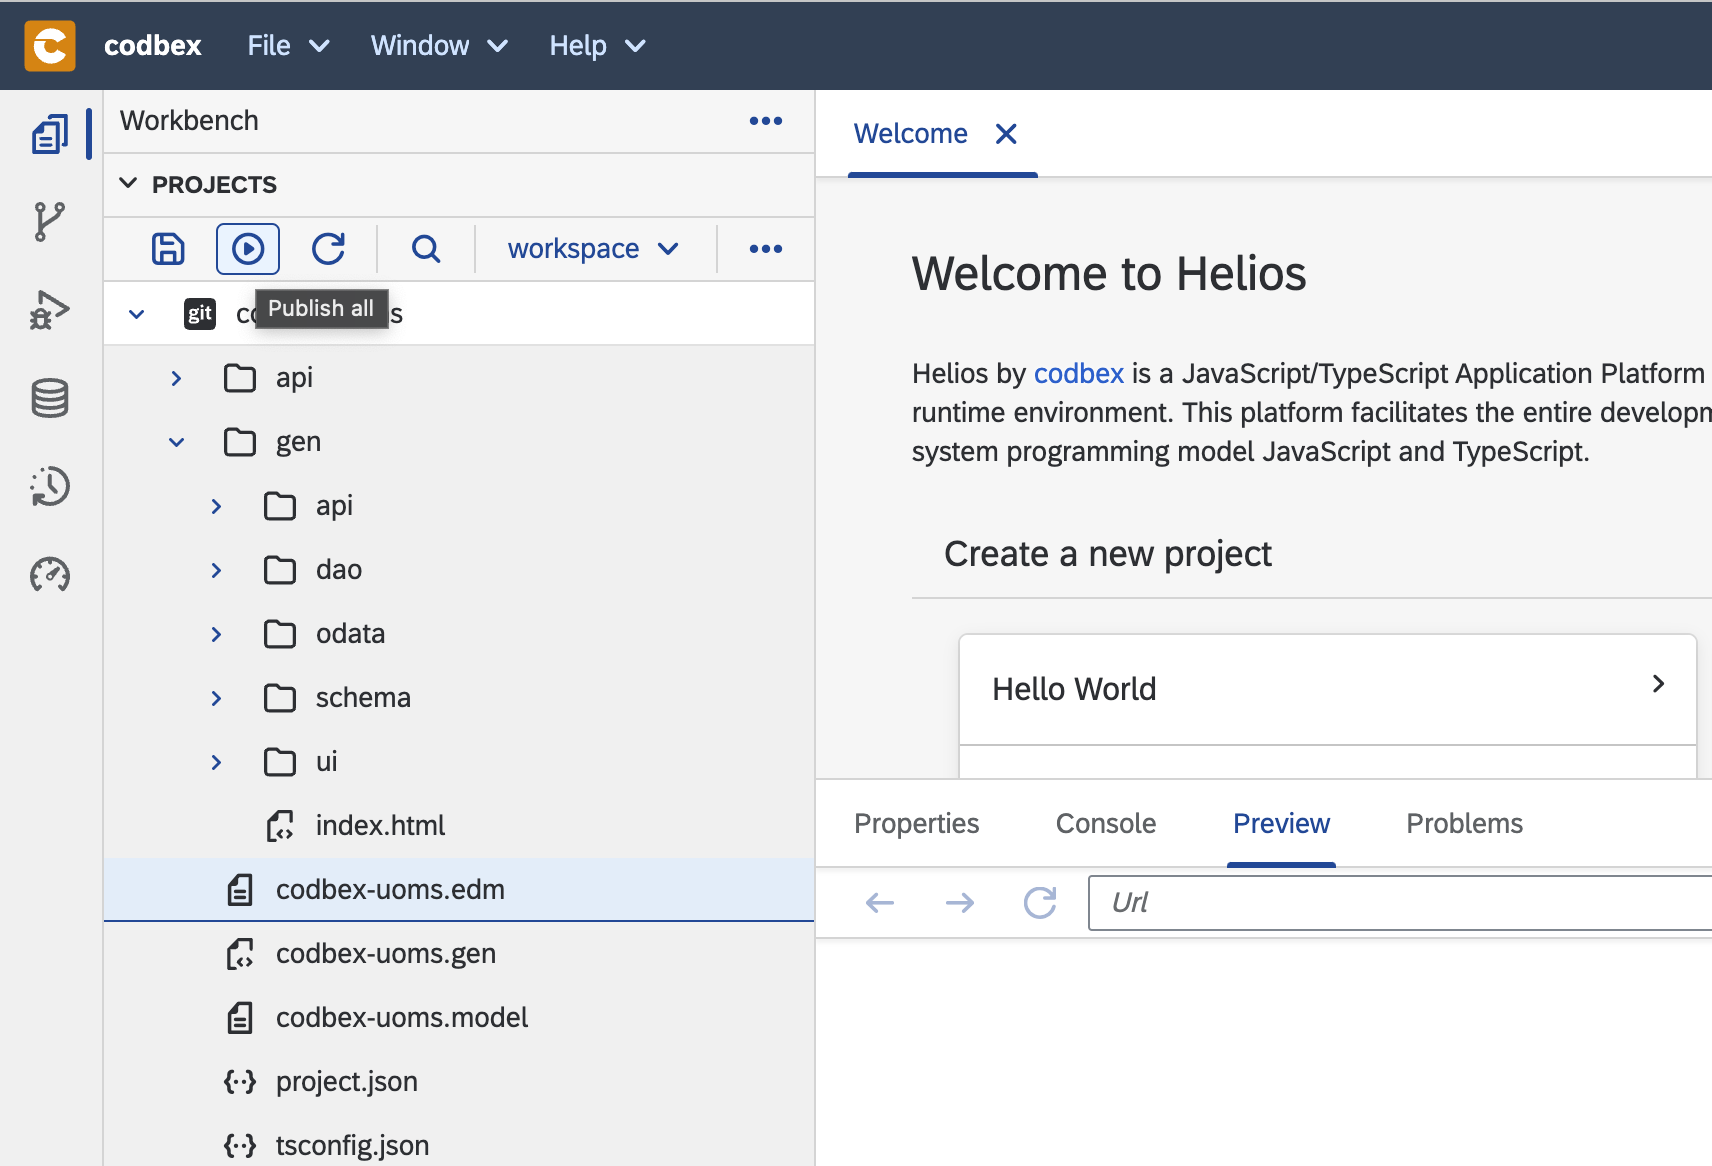 codbex File Window Help
Workbench
PROJECTS
workspace
git
Publish all
api
gen
api
dao
odata
schema
ui
index.html
codbex-uoms.edm
codbex-uoms.gen
codbex-uoms.model
project.json
tsconfig.json
Welcome
Welcome to Helios
Helios by codbex is a JavaScript/TypeScript Application Platform
runtime environment. This platform facilitates the entire
system programming model JavaScript and TypeScript.
Create a new project
Hello World
Properties Console Preview Problems
Url